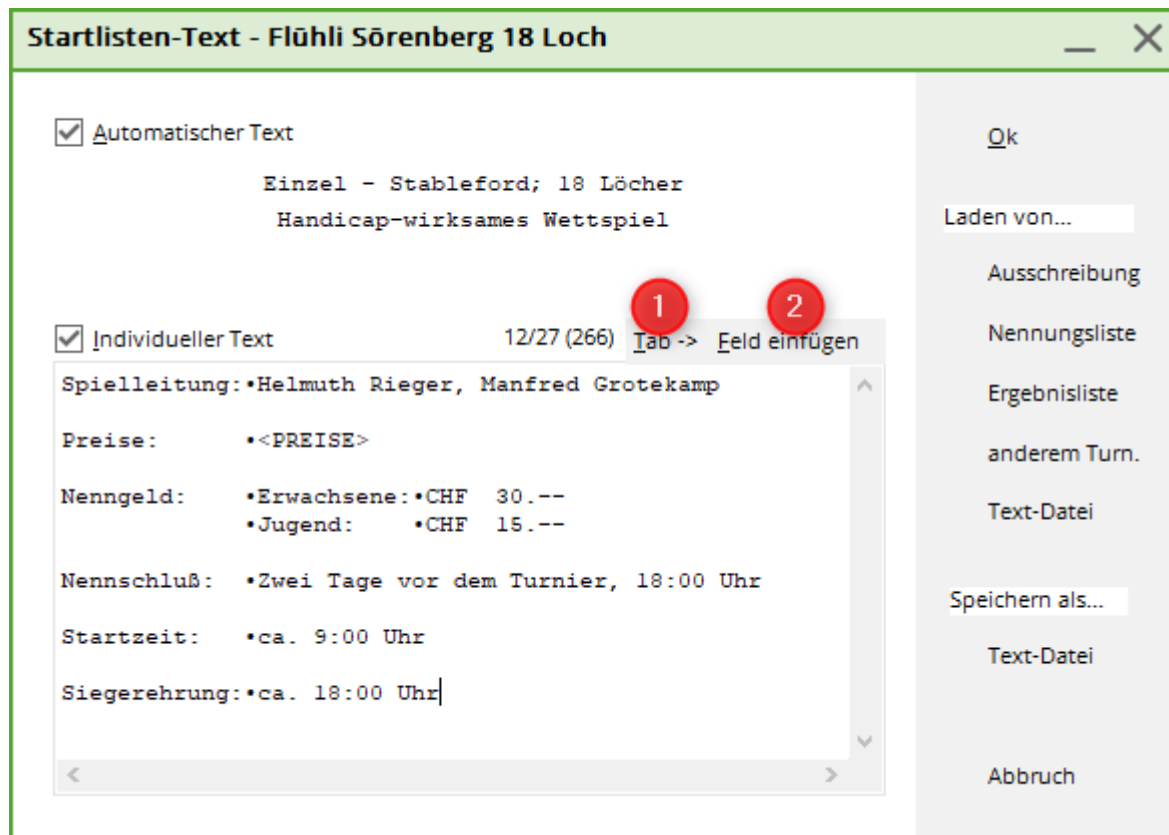 Startlisten-Text - Flühli Sörenberg 18 Loch
Automatischer Text
Einzel - Stableford; 18 Löcher
Handicap-wirksames Wettspiel
1 2
Individueller Text 12/27 (266) Tab -> Feld einfügen
Spielleitung:•Helmuth Rieger, Manfred Grotekamp
Preise: •<PREISE>
Nenngeld: •Erwachsene:•CHF 30.--
•Jugend: •CHF 15.--
Nennschluß: •Zwei Tage vor dem Turnier, 18:00 Uhr
Startzeit: •ca. 9:00 Uhr
Siegerehrung:•ca. 18:00 Uhr
Ok
Laden von...
Ausschreibung
Nennungsliste
Ergebnisliste
anderem Turn.
Text-Datei
Speichern als...
Text-Datei
Abbruch